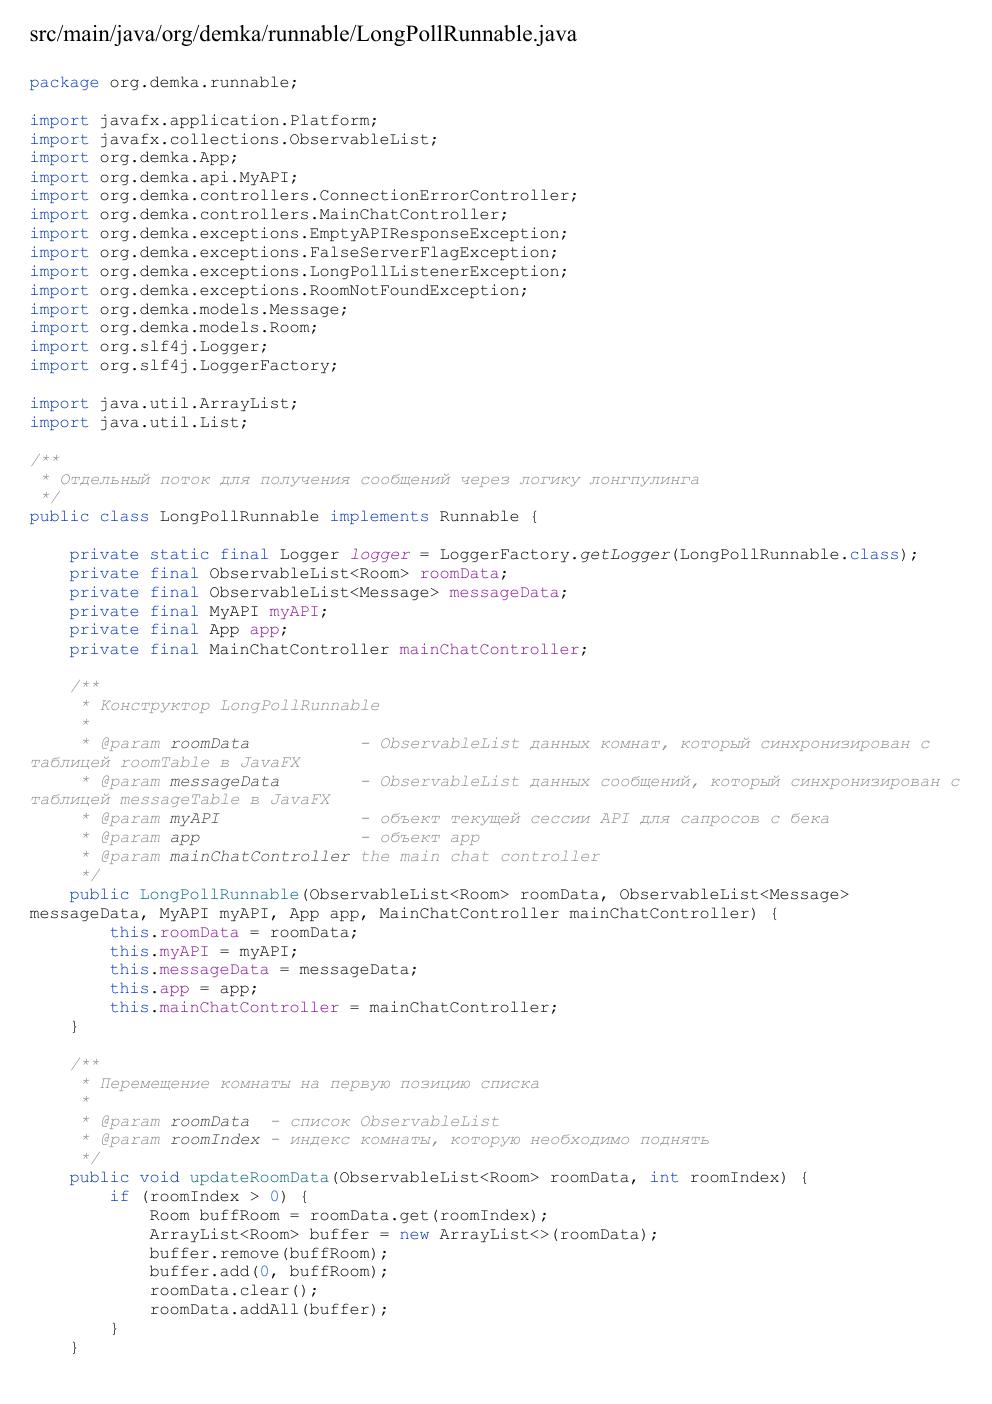 src/main/java/org/demka/runnable/LongPollRunnable.java
package org.demka.runnable;
import javafx.application.Platform;
import javafx.collections.ObservableList;
import org.demka.App;
import org.demka.api.MyAPI;
import org.demka.controllers.ConnectionErrorController;
import org.demka.controllers.MainChatController;
import org.demka.exceptions.EmptyAPIResponseException;
import org.demka.exceptions.FalseServerFlagException;
import org.demka.exceptions.LongPollListenerException;
import org.demka.exceptions.RoomNotFoundException;
import org.demka.models.Message;
import org.demka.models.Room;
import org.slf4j.Logger;
import org.slf4j.LoggerFactory;
import java.util.ArrayList;
import java.util.List;
/**
 * Отдельный поток для получения сообщений через логику лонгпулинга
 */
public class LongPollRunnable implements Runnable {
    private static final Logger logger = LoggerFactory.getLogger(LongPollRunnable.class);
    private final ObservableList<Room> roomData;
    private final ObservableList<Message> messageData;
    private final MyAPI myAPI;
    private final App app;
    private final MainChatController mainChatController;
    /**
     * Конструктор LongPollRunnable
     *
     * @param roomData           - ObservableList данных комнат, который синхронизирован с
таблицей roomTable в JavaFX
     * @param messageData        - ObservableList данных сообщений, который синхронизирован с
таблицей messageTable в JavaFX
     * @param myAPI              - объект текущей сессии API для сапросов с бека
     * @param app                - объект app
     * @param mainChatController the main chat controller
     */
    public LongPollRunnable(ObservableList<Room> roomData, ObservableList<Message>
messageData, MyAPI myAPI, App app, MainChatController mainChatController) {
        this.roomData = roomData;
        this.myAPI = myAPI;
        this.messageData = messageData;
        this.app = app;
        this.mainChatController = mainChatController;
    }
    /**
     * Перемещение комнаты на первую позицию списка
     *
     * @param roomData  - список ObservableList
     * @param roomIndex - индекс комнаты, которую необходимо поднять
     */
    public void updateRoomData(ObservableList<Room> roomData, int roomIndex) {
        if (roomIndex > 0) {
            Room buffRoom = roomData.get(roomIndex);
            ArrayList<Room> buffer = new ArrayList<>(roomData);
            buffer.remove(buffRoom);
            buffer.add(0, buffRoom);
            roomData.clear();
            roomData.addAll(buffer);
        }
    }